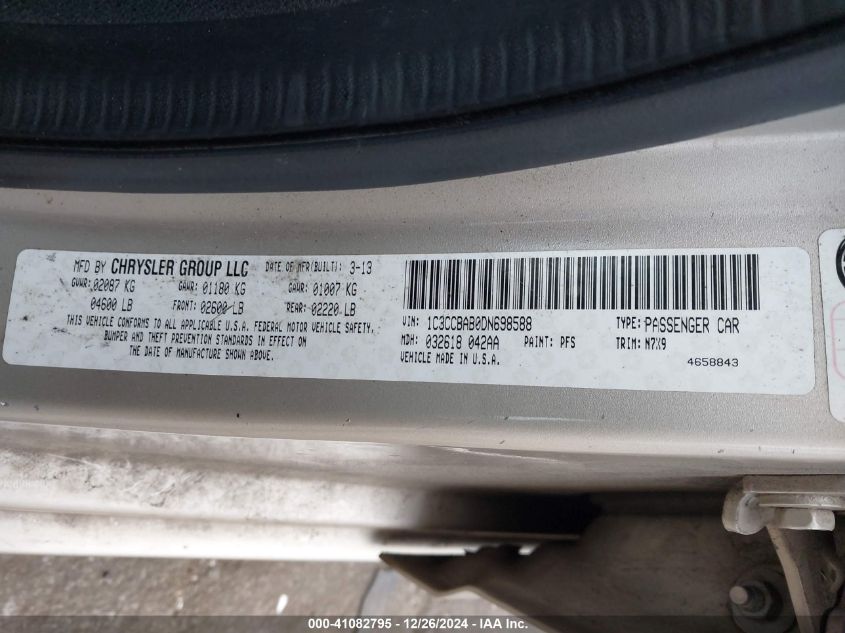 MFD BY CHRYSLER GROUP LLC DATE OF MFR(BUILT): 3-13
GVWR: 02087 KG GAWR: 01180 KG GAWR: 01007 KG
04600 LB FRONT: 02600 LB REAR: 02220 LB
THIS VEHICLE CONFORMS TO ALL APPLICABLE U.S.A. FEDERAL MOTOR VEHICLE SAFETY,
BUMPER AND THEFT PREVENTION STANDARDS IN EFFECT ON
THE DATE OF MANUFACTURE SHOWN ABOVE.
VIN: 1C3CCBAB0DN698588 TYPE: PASSENGER CAR
MDH: 032618 042AA PAINT: PFS TRIM: N7X9
VEHICLE MADE IN U.S.A. 4658843
000-41082795 - 12/26/2024 - IAA Inc.